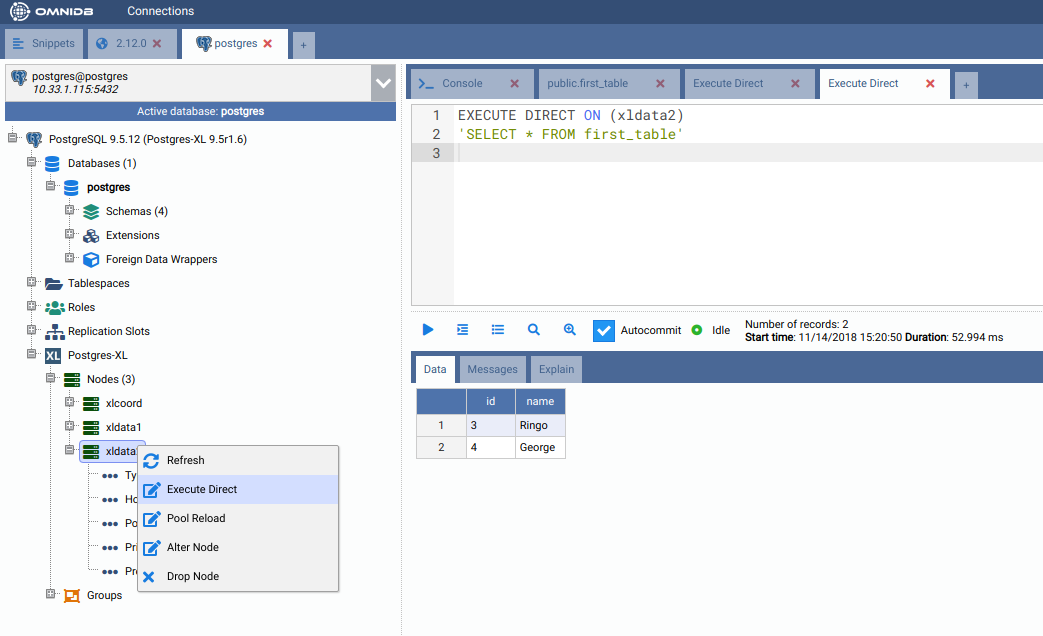 OMNIDB Connections
Snippets 2.12.0 postgres +
postgres@postgres
10.33.1.115:5432
Active database: postgres
PostgreSQL 9.5.12 (Postgres-XL 9.5r1.6)
Databases (1)
postgres
Schemas (4)
Extensions
Foreign Data Wrappers
Tablespaces
Roles
Replication Slots
XL Postgres-XL
Nodes (3)
xlcoord
xldata1
xldata
Ty
Ho
Po
Pri
Pr
Groups
Refresh
Execute Direct
Pool Reload
Alter Node
Drop Node
>_ Console public.first_table Execute Direct Execute Direct +
1 EXECUTE DIRECT ON (xldata2)
2 'SELECT * FROM first_table'
3
Autocommit Idle Number of records: 2
Start time: 11/14/2018 15:20:50 Duration: 52.994 ms
Data Messages Explain
id name
1 3 Ringo
2 4 George